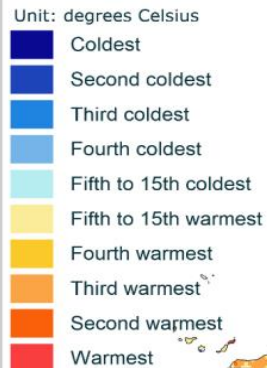 Unit: degrees Celsius
Coldest
Second coldest
Third coldest
Fourth coldest
Fifth to 15th coldest
Fifth to 15th warmest
Fourth warmest
Third warmest
Second warmest
Warmest